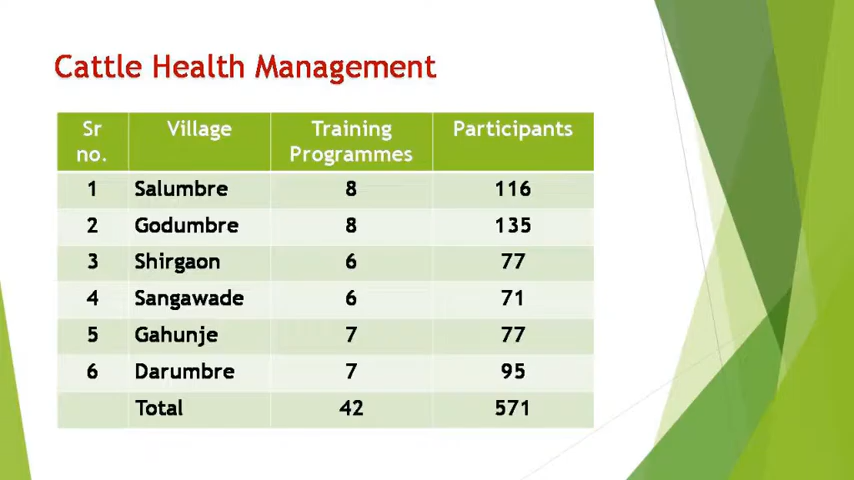 Cattle Health Management
Sr no. Village Training Programmes Participants
1 Salumbre 8 116
2 Godumbre 8 135
3 Shirgaon 6 77
4 Sangawade 6 71
5 Gahunje 7 77
6 Darumbre 7 95
Total 42 571